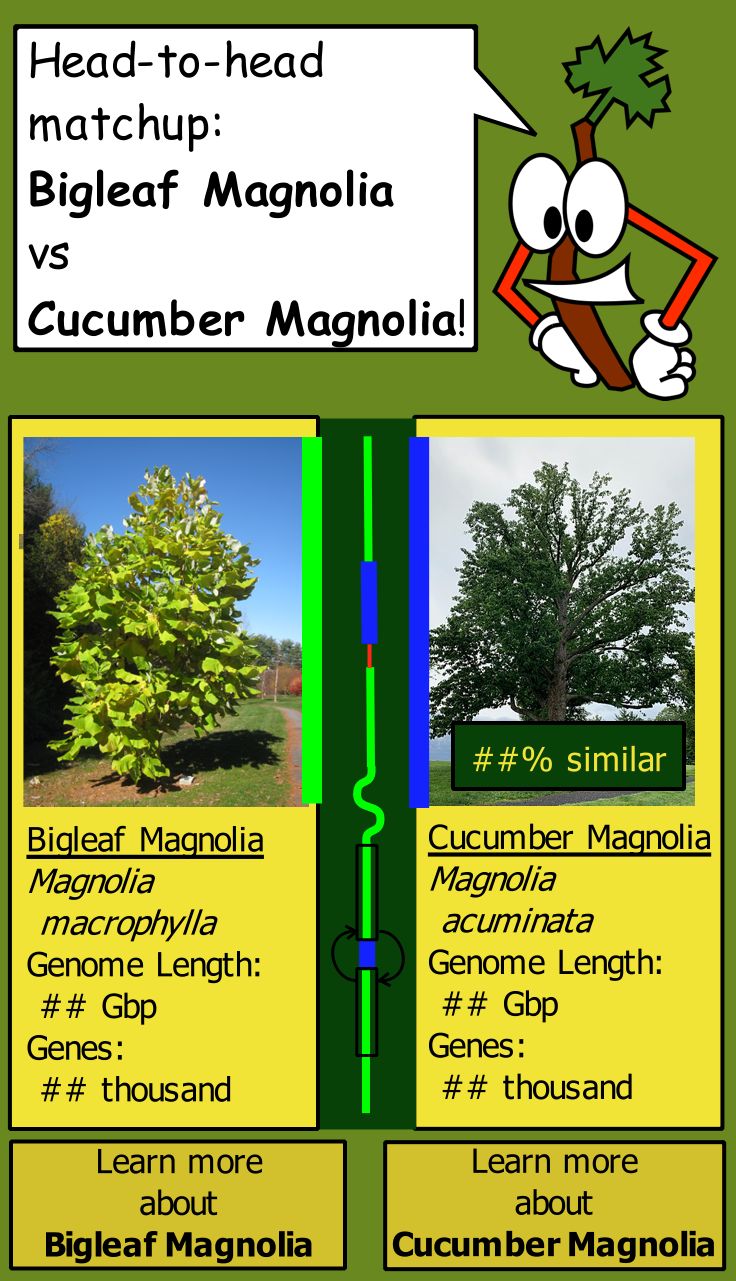 Head-to-head
matchup:
Bigleaf Magnolia
vs
Cucumber Magnolia!
##% similar
Bigleaf Magnolia
Magnolia
macrophylla
Genome Length:
## Gbp
Genes:
## thousand
Cucumber Magnolia
Magnolia
acuminata
Genome Length:
## Gbp
Genes:
## thousand
Learn more
about
Bigleaf Magnolia
Learn more
about
Cucumber Magnolia